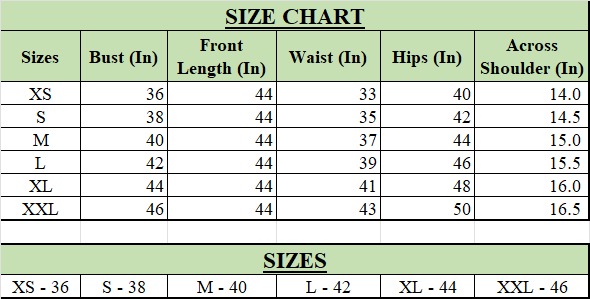 SIZE CHART
Sizes Bust (In) Front Length (In) Waist (In) Hips (In) Across Shoulder (In)
XS 36 44 33 40 14.0
S 38 44 35 42 14.5
M 40 44 37 44 15.0
L 42 44 39 46 15.5
XL 44 44 41 48 16.0
XXL 46 44 43 50 16.5
SIZES
XS - 36 S - 38 M - 40 L - 42 XL - 44 XXL - 46